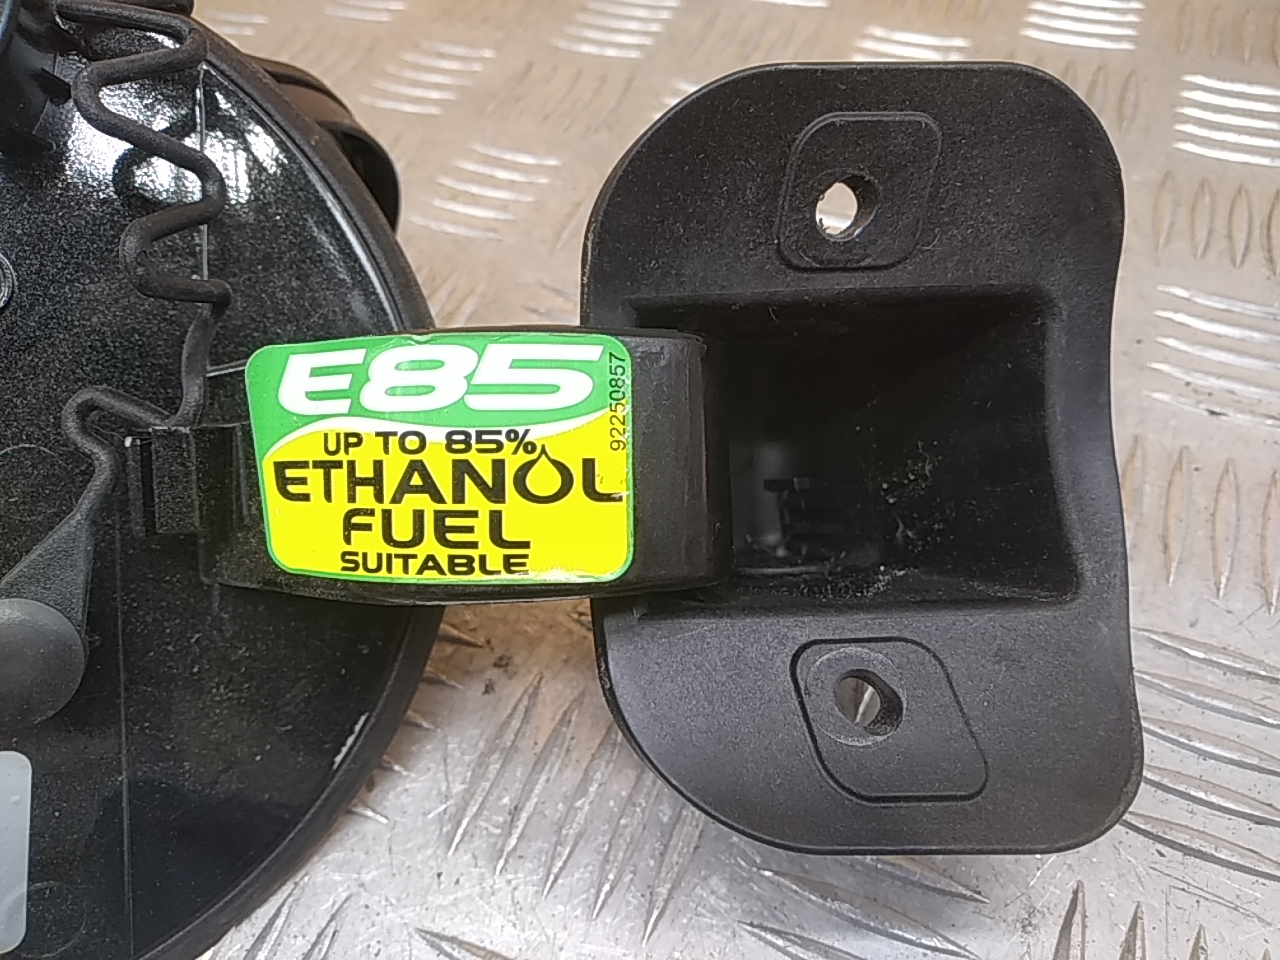 E85
UP TO 85%
ETHANOL
FUEL
SUITABLE
92250857